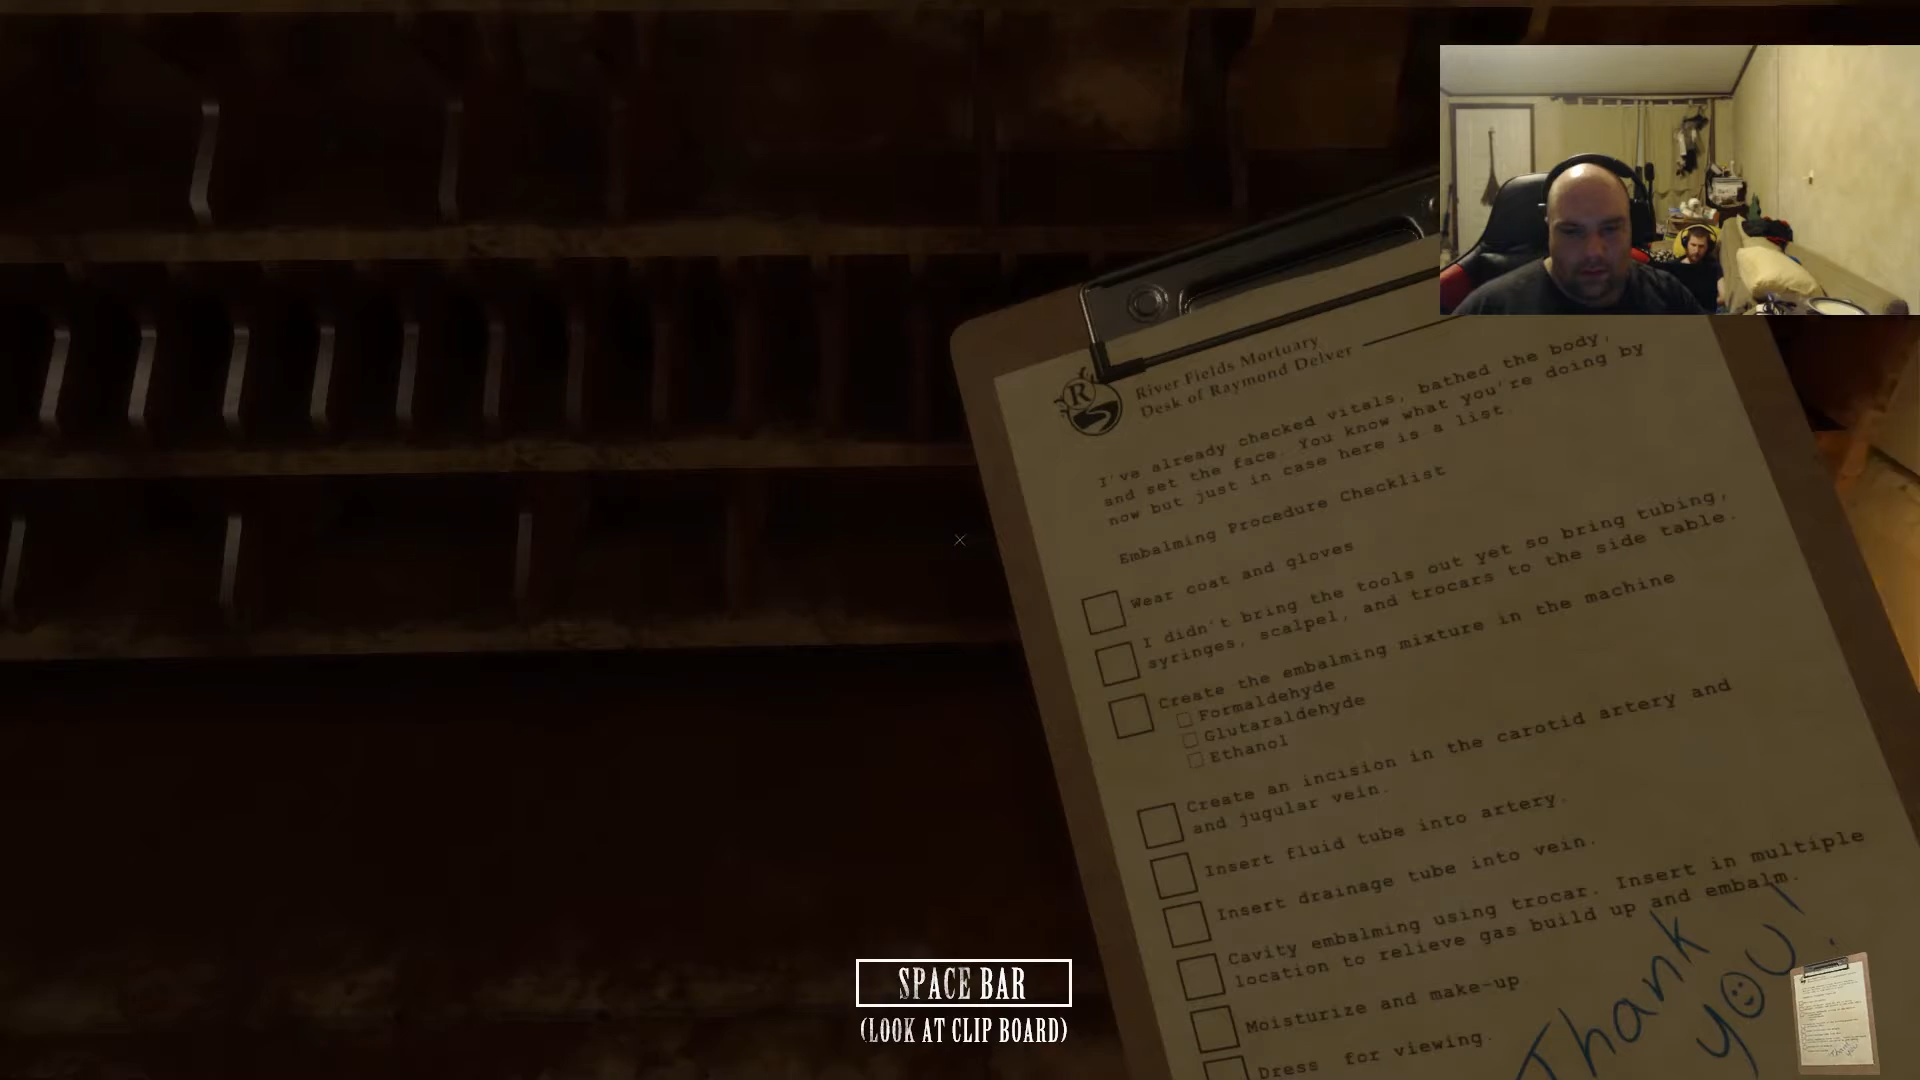 River Fields Mortuary
Desk of Raymond Delver
I've already checked vitals, bathed the body,
and set the face. You know what you're doing by
now but just in case here is a list.
Embalming Procedure Checklist
Wear coat and gloves
I didn't bring the tools out yet so bring tubing,
syringes, scalpel, and trocars to the side table.
Create the embalming mixture in the machine
Formaldehyde
Glutaraldehyde
Ethanol
Create an incision in the carotid artery and
and jugular vein.
Insert fluid tube into artery.
Insert drainage tube into vein.
Cavity embalming using trocar. Insert in multiple
location to relieve gas build up and embalm.
Moisturize and make-up
Dress for viewing.
Thank
you!
SPACE BAR
(LOOK AT CLIP BOARD)